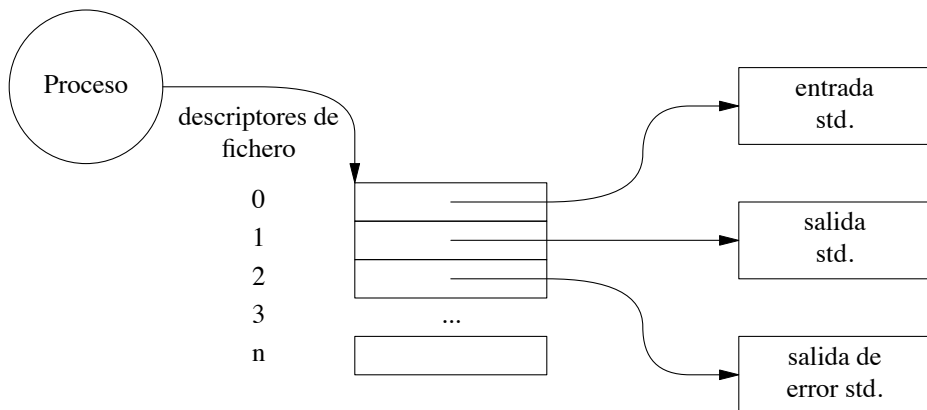 Proceso
descriptores de
fichero
0
1
2
3
...
n
entrada
std.
salida
std.
salida de
error std.